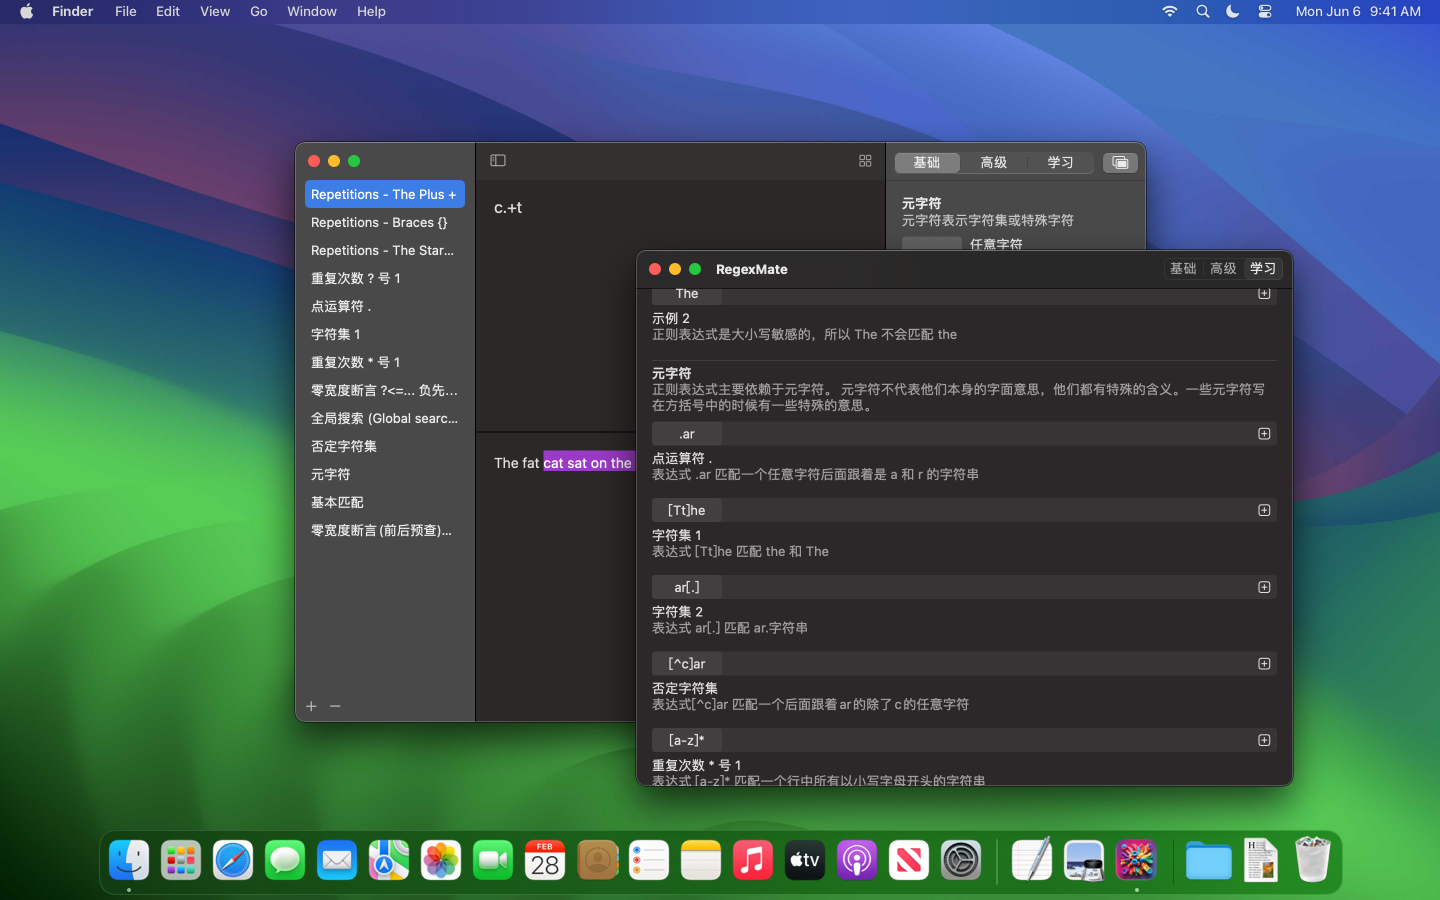 Finder File Edit View Go Window Help
Mon Jun 6 9:41 AM
Repetitions - The Plus +
Repetitions - Braces {}
Repetitions - The Star...
重复次数 ? 号 1
点运算符 .
字符集 1
重复次数 * 号 1
零宽度断言 ?<=... 负先...
全局搜索 (Global searc...
否定字符集
元字符
基本匹配
零宽度断言(前后预查)...
c.+t
The fat cat sat on the
基础 高级 学习
元字符
元字符表示字符集或特殊字符
任意字符
RegexMate
基础 高级 学习
The
示例 2
正则表达式是大小写敏感的，所以 The 不会匹配 the
元字符
正则表达式主要依赖于元字符。 元字符不代表他们本身的字面意思，他们都有特殊的含义。一些元字符写
在方括号中的时候有一些特殊的意思。
.ar
点运算符 .
表达式 .ar 匹配一个任意字符后面跟着是 a 和 r 的字符串
[Tt]he
字符集 1
表达式 [Tt]he 匹配 the 和 The
ar[.]
字符集 2
表达式 ar[.] 匹配 ar.字符串
[^c]ar
否定字符集
表达式[^c]ar 匹配一个后面跟着ar的除了c的任意字符
[a-z]*
重复次数 * 号 1
表达式 [a-z]* 匹配一个行中所有以小写字母开头的字符串
FEB
28
tv